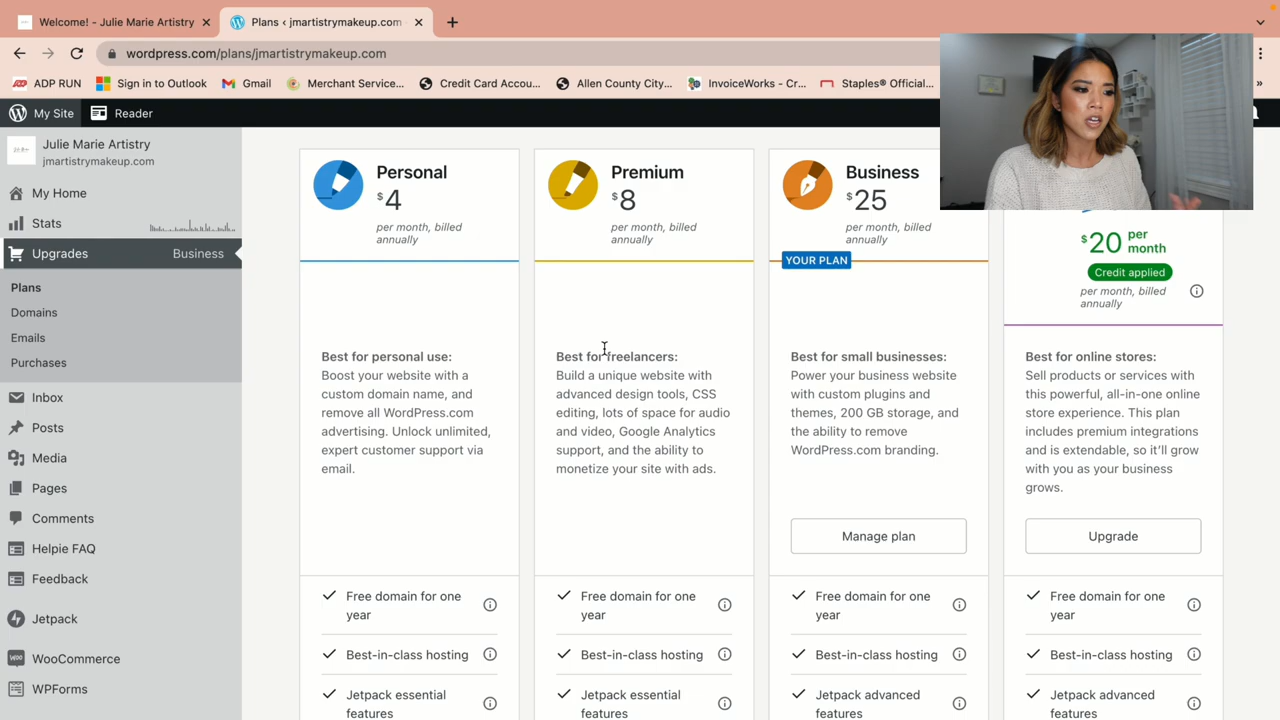 Welcome! - Julie Marie Artistry
Plans ‹ jmartistrymakeup.com
wordpress.com/plans/jmartistrymakeup.com
ADP RUN
Sign in to Outlook
Gmail
Merchant Service...
Credit Card Accou...
Allen County City...
InvoiceWorks - Cr...
Staples® Official...
»
My Site
Reader
Julie Marie Artistry
jmartistrymakeup.com
My Home
Stats
Upgrades
Business
Plans
Domains
Emails
Purchases
Inbox
Posts
Media
Pages
Comments
Helpie FAQ
Feedback
Jetpack
WooCommerce
WPForms
Personal
$4
per month, billed
annually
Best for personal use:
Boost your website with a
custom domain name, and
remove all WordPress.com
advertising. Unlock unlimited,
expert customer support via
email.
Free domain for one
year
Best-in-class hosting
Jetpack essential
features
Premium
$8
per month, billed
annually
Best for freelancers:
Build a unique website with
advanced design tools, CSS
editing, lots of space for audio
and video, Google Analytics
support, and the ability to
monetize your site with ads.
Free domain for one
year
Best-in-class hosting
Jetpack essential
features
Business
$25
per month, billed
annually
YOUR PLAN
Best for small businesses:
Power your business website
with custom plugins and
themes, 200 GB storage, and
the ability to remove
WordPress.com branding.
Manage plan
Free domain for one
year
Best-in-class hosting
Jetpack advanced
features
$20 per
month
Credit applied
per month, billed
annually
Best for online stores:
Sell products or services with
this powerful, all-in-one online
store experience. This plan
includes premium integrations
and is extendable, so it'll grow
with you as your business
grows.
Upgrade
Free domain for one
year
Best-in-class hosting
Jetpack advanced
features